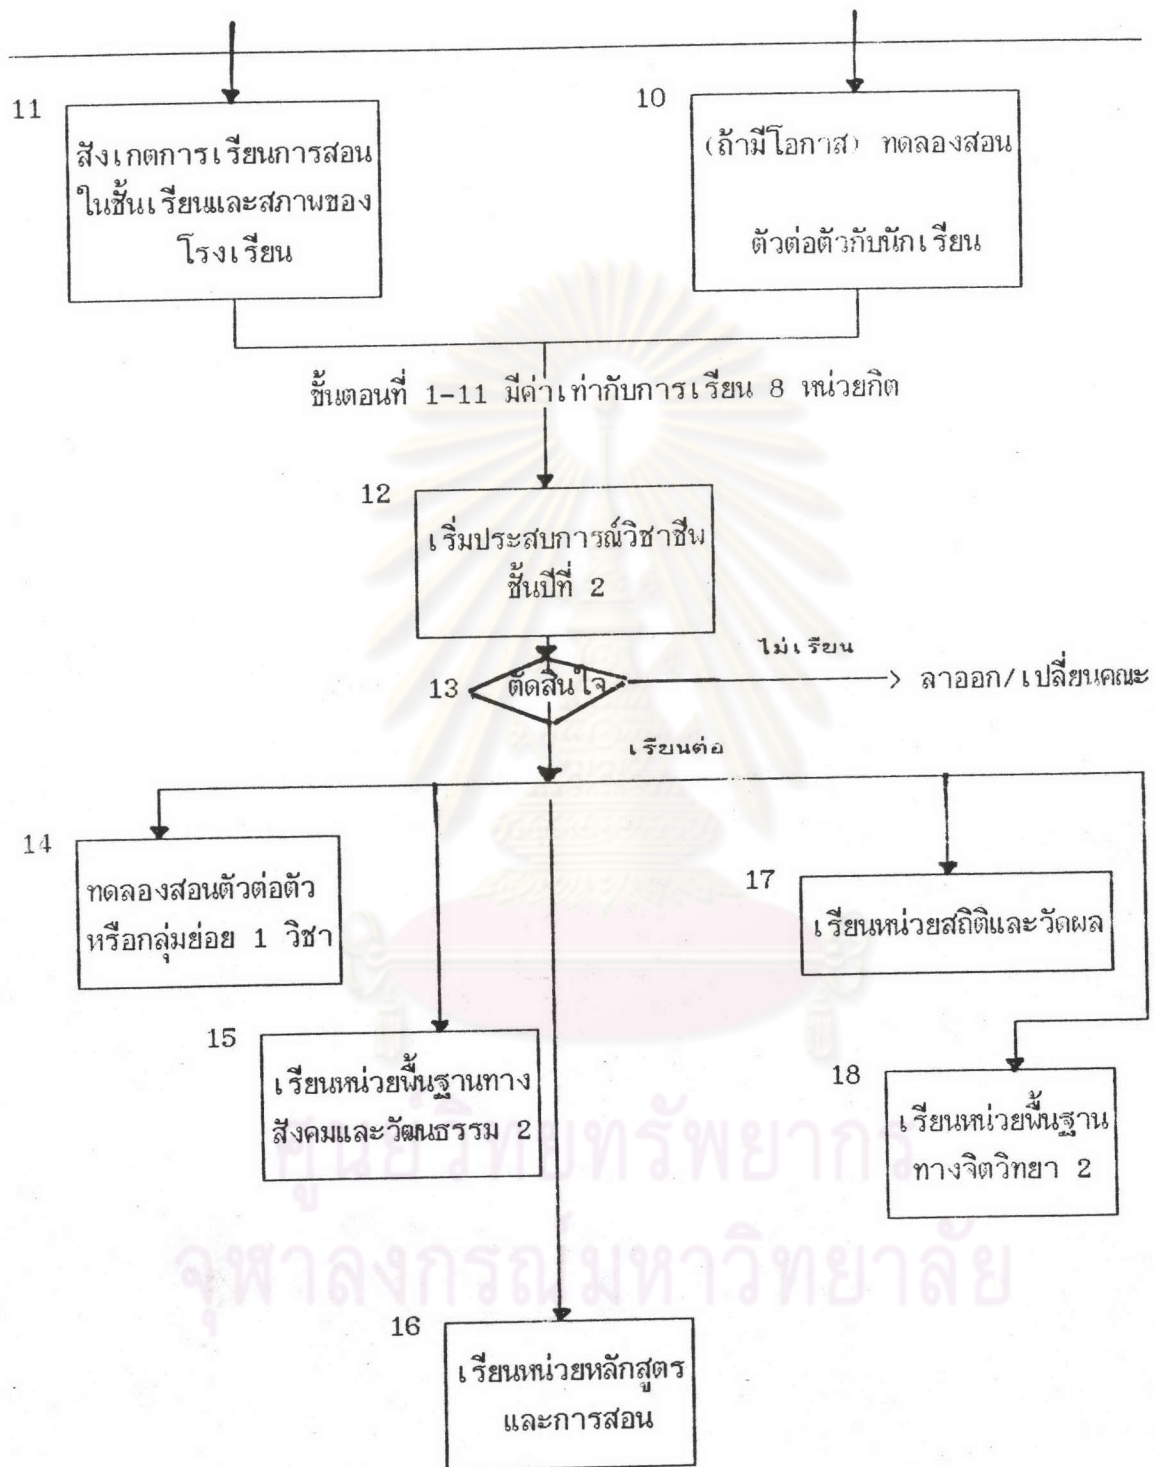 11
สังเกตการเรียนการสอน
ในชั้นเรียนและสภาพของ
โรงเรียน
10
(ถ้ามีโอกาส) ทดลองสอน
ตัวต่อตัวกับนักเรียน
ขั้นตอนที่ 1-11 มีค่าเท่ากับการเรียน 8 หน่วยกิต
12
เริ่มประสบการณ์วิชาชีพ
ชั้นปีที่ 2
13
ตัดสินใจ
ไม่เรียน
> ลาออก/เปลี่ยนคณะ
เรียนต่อ
14
ทดลองสอนตัวต่อตัว
หรือกลุ่มย่อย 1 วิชา
17
เรียนหน่วยสถิติและวัดผล
15
เรียนหน่วยพื้นฐานทาง
สังคมและวัฒนธรรม 2
18
เรียนหน่วยพื้นฐาน
ทางจิตวิทยา 2
16
เรียนหน่วยหลักสูตร
และการสอน
ศูนย์วิทยทรัพยากร
จุฬาลงกรณ์มหาวิทยาลัย